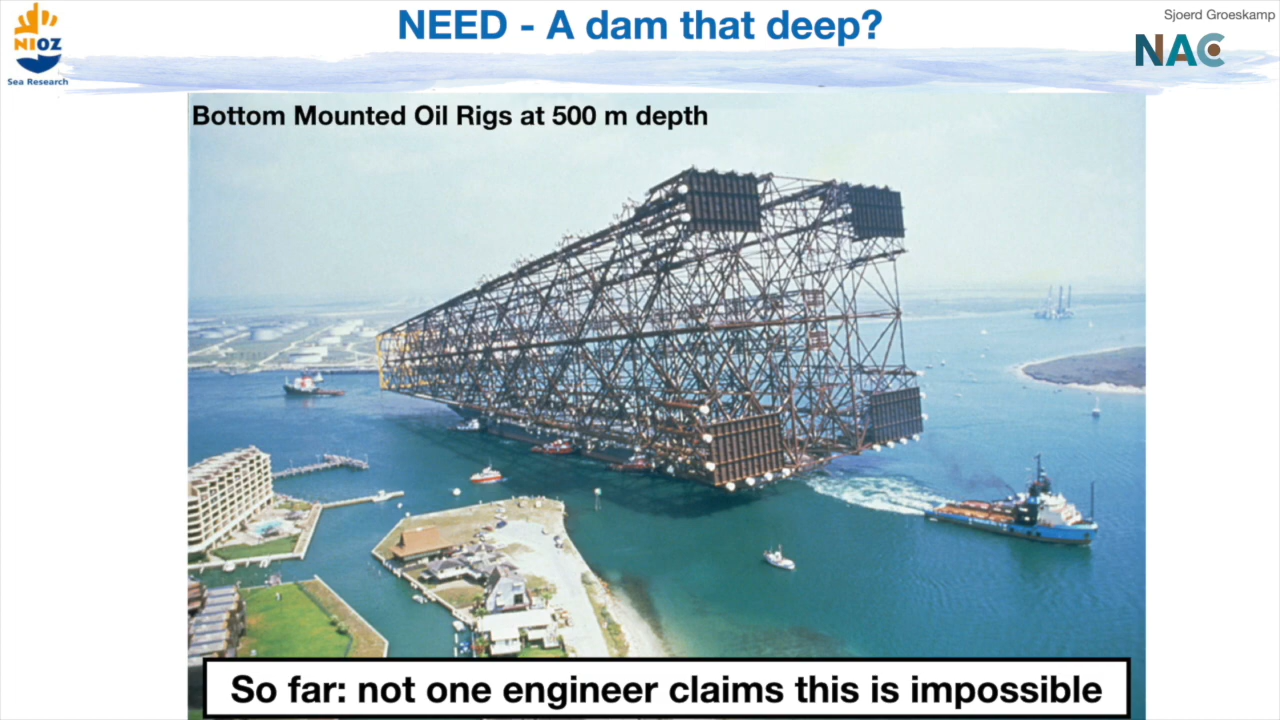 NIOZ
Sea Research
NEED - A dam that deep?
Sjoerd Groeskamp
NAC
Bottom Mounted Oil Rigs at 500 m depth
So far: not one engineer claims this is impossible